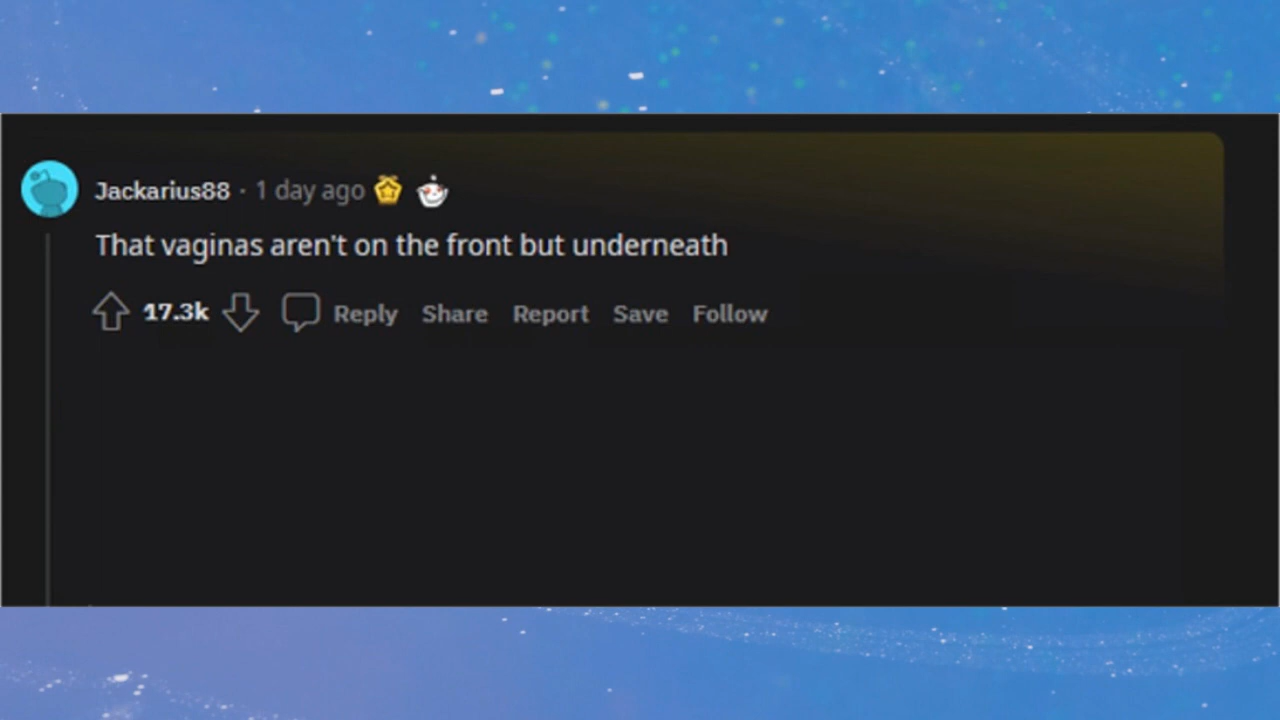 Jackarius88 · 1 day ago
That vaginas aren't on the front but underneath
17.3k Reply Share Report Save Follow